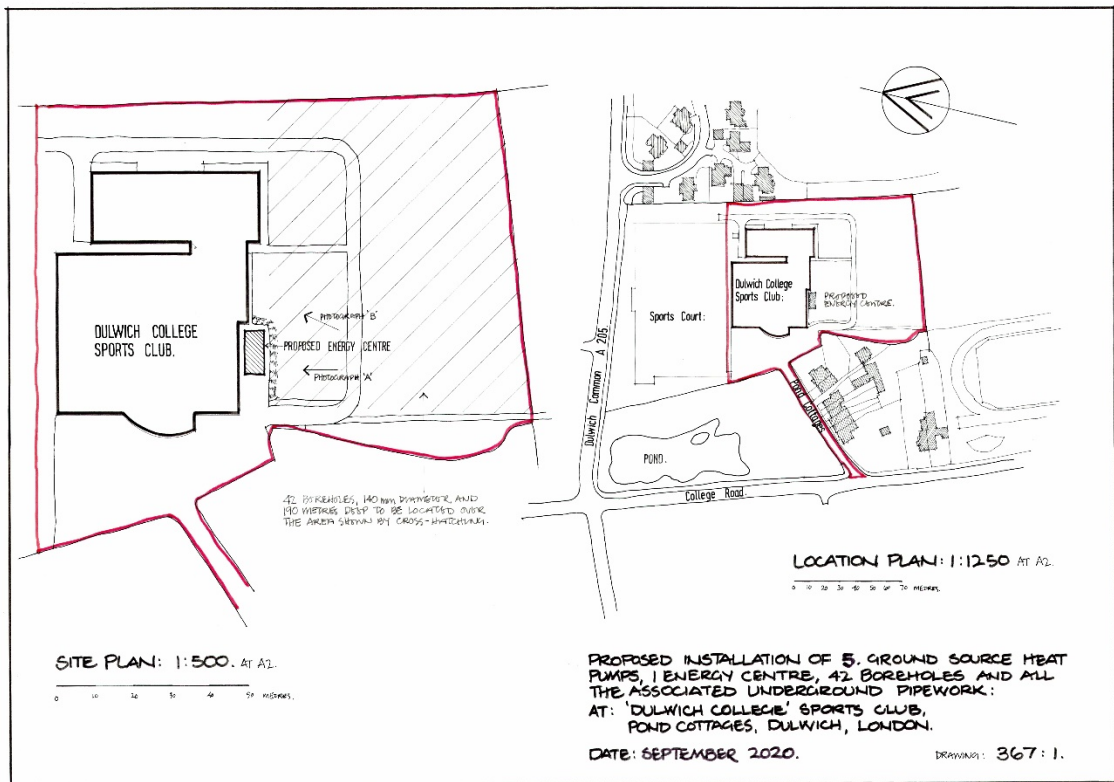 DULWICH COLLEGE
SPORTS CLUB.
PHOTOGRAPH 'B'
PROPOSED ENERGY CENTRE
PHOTOGRAPH 'A'
42 BOREHOLES, 140 mm DIAMETER AND
190 METRES DEEP TO BE LOCATED OVER
THE AREA SHOWN BY CROSS-HATCHING.
SITE PLAN: 1:500. AT A2.
0 10 20 30 40 50 METRES.
Dulwich College
Sports Club:
PROPOSED
ENERGY CENTRE.
Sports Court:
Dulwich Common A 205
Pond Cottages
POND.
College Road.
LOCATION PLAN: 1:1250 AT A2.
0 10 20 30 40 50 60 70 METRES.
PROPOSED INSTALLATION OF 5. GROUND SOURCE HEAT
PUMPS, 1 ENERGY CENTRE, 42 BOREHOLES AND ALL
THE ASSOCIATED UNDERGROUND PIPEWORK:
AT: 'DULWICH COLLEGE' SPORTS CLUB,
POND COTTAGES, DULWICH, LONDON.
DATE: SEPTEMBER 2020.
DRAWING: 367:1.